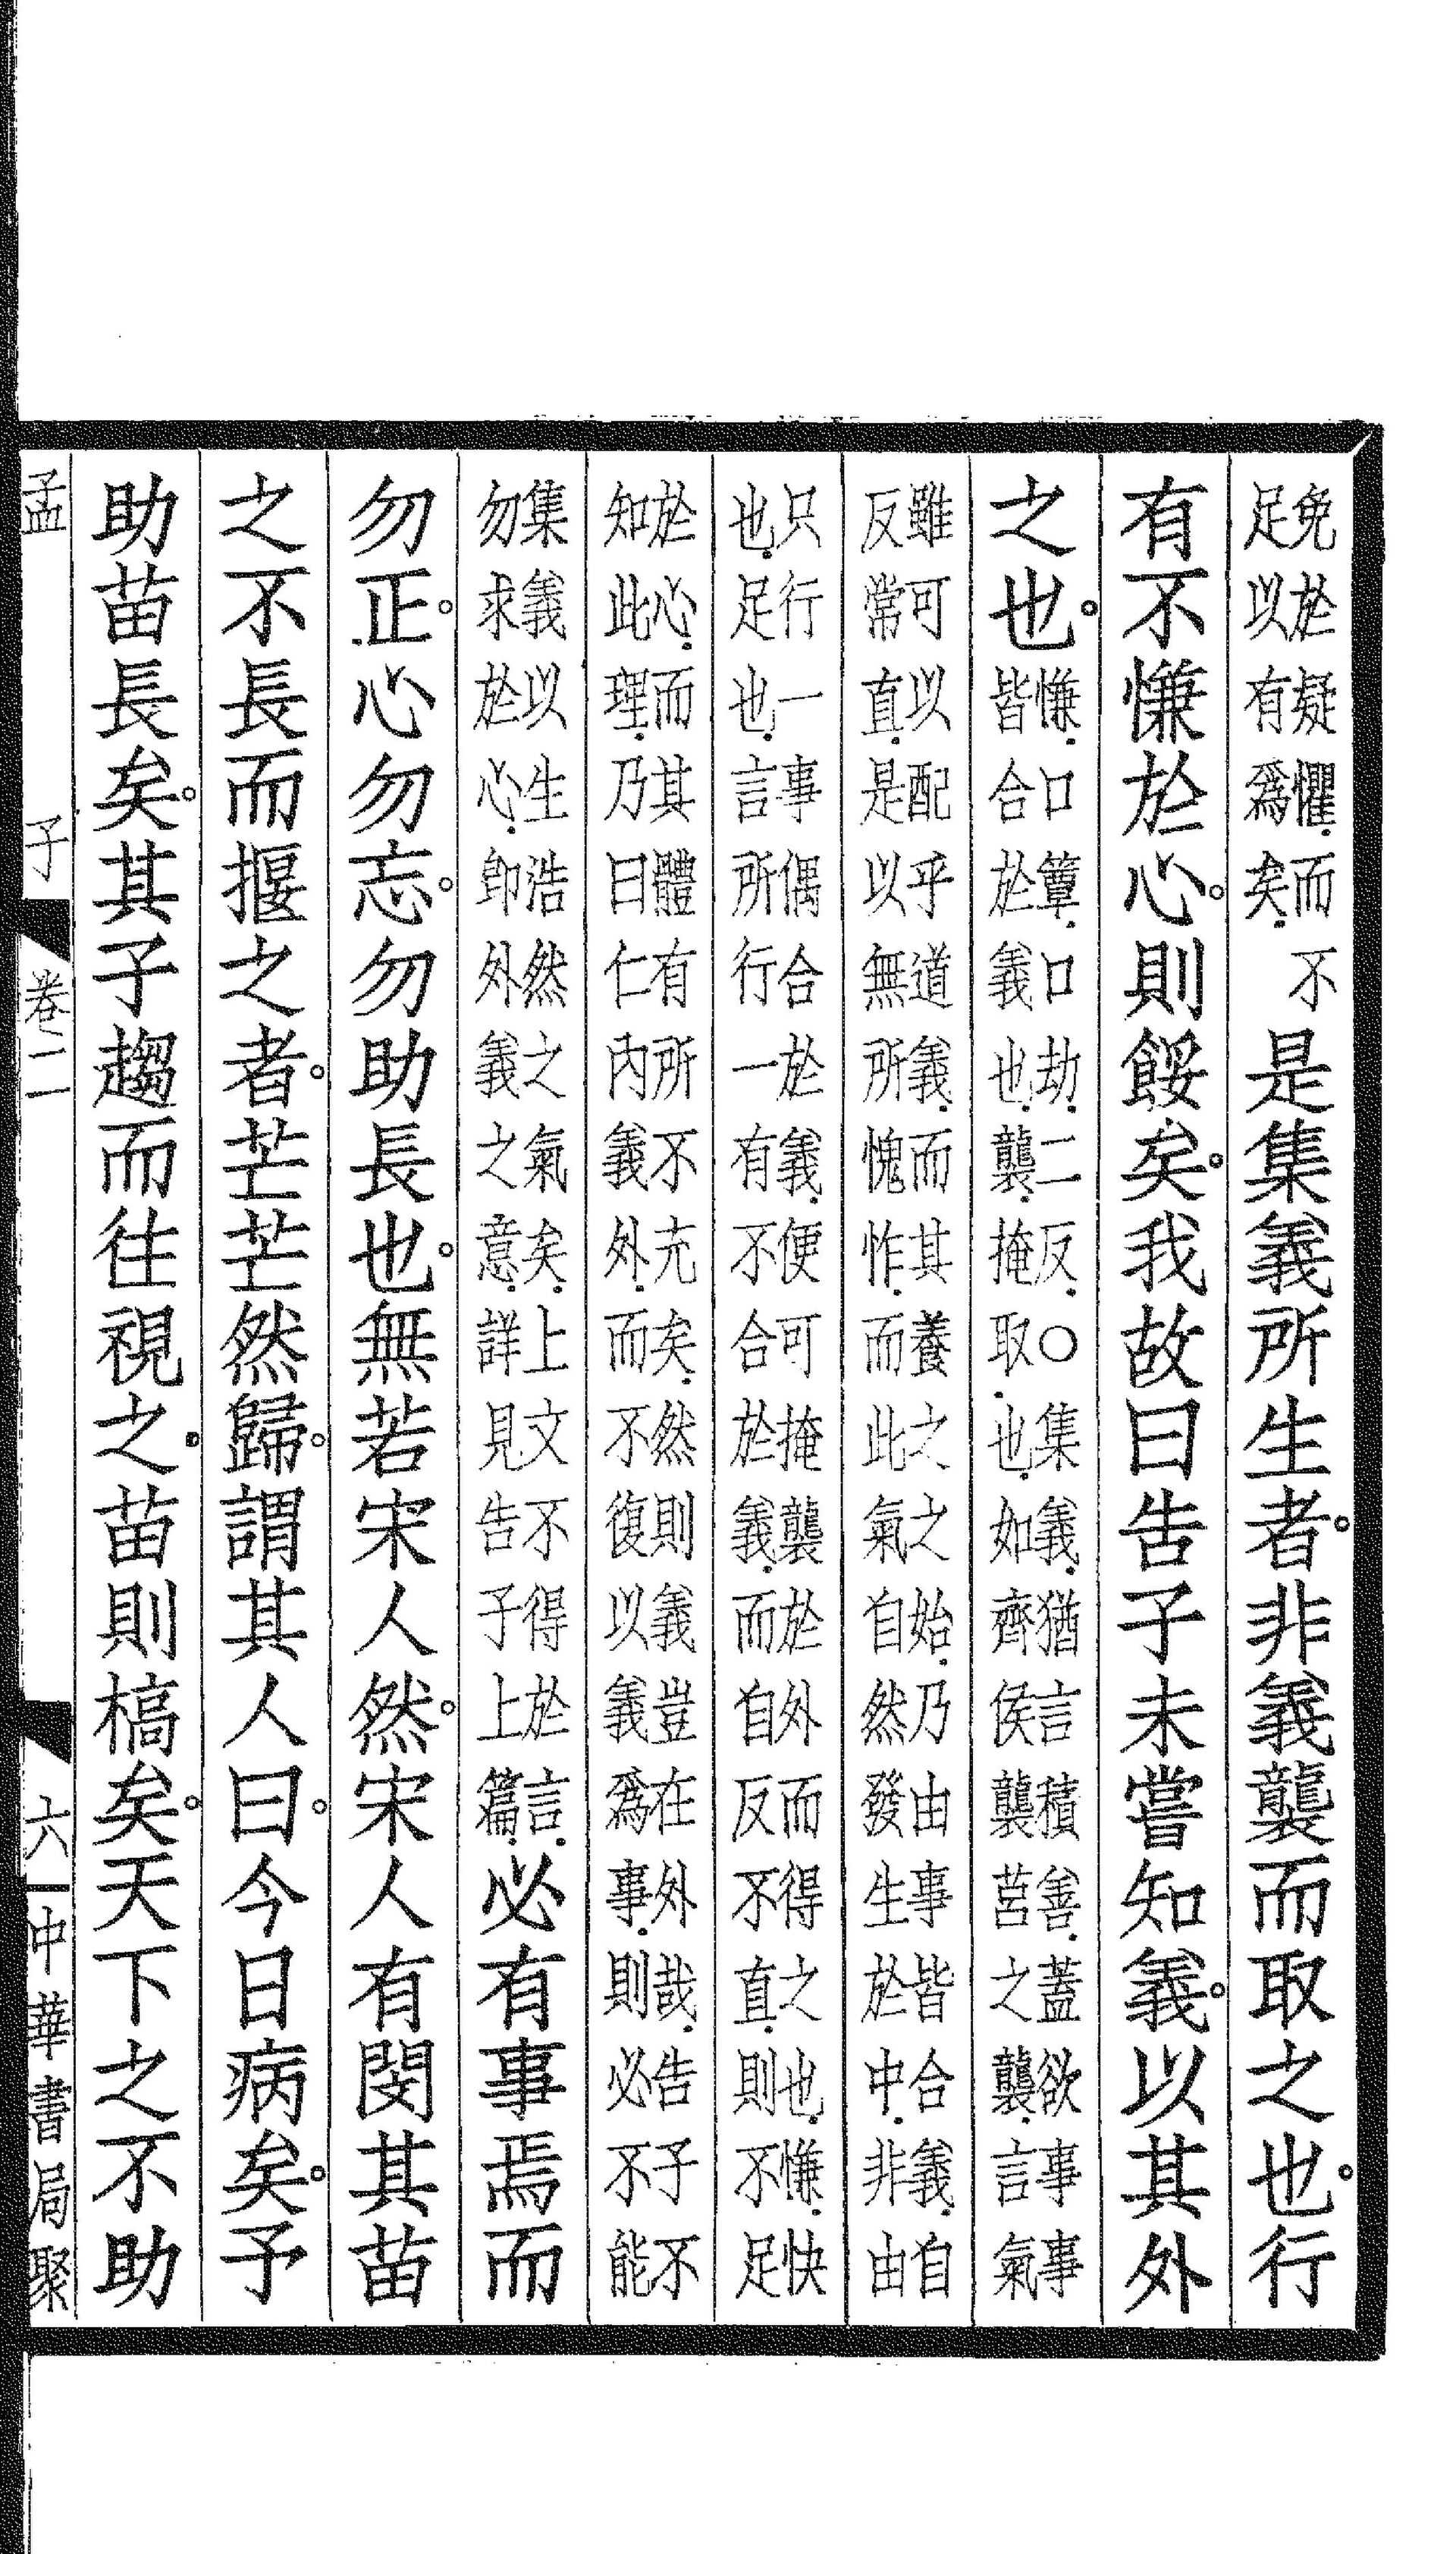 免於疑懼.而不
足以有爲矣.
是集義所生者。非義襲而取之也。行
有不慊於心。則餒矣。我故曰告子未嘗知義。以其外
之也。
慊.口簟.口劫.二反.○集義.猶言積善.蓋欲事事
皆合於義也.襲.掩取.也.如齊侯襲莒之襲.言氣
雖可以配乎道義.而其養之之始.乃由事皆合義.自
反常直.是以無所愧怍.而此氣自然發生於中.非由
只行一事偶合於義.便可掩襲於外而得之也.慊.快
也.足也.言所行一有不合於義.而自反不直.則不足
於心.而其體有所不充矣.然則義豈在外哉.告子不
知此理.乃曰仁內義外.而不復以義爲事.則必不能
集義以生浩然之氣矣.上文不得於言.
勿求於心.卽外義之意.詳見告子上篇.
必有事焉而
勿正。心勿忘。勿助長也。無若宋人然。宋人有閔其苗
之不長而揠之者。芒芒然歸。謂其人曰。今日病矣。予
助苗長矣。其子趨而往視之。苗則槁矣。天下之不助
孟子 卷二 六 中華書局聚